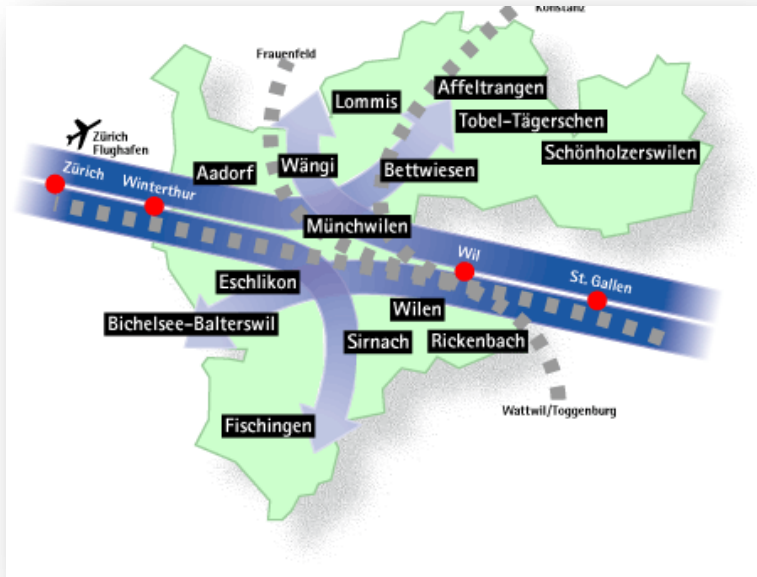 Konstanz
Frauenfeld
Affeltrangen
Lommis
Tobel-Tägerschen
Zürich
Flughafen
Schönholzerswilen
Wängi
Bettwiesen
Aadorf
Zürich
Winterthur
Münchwilen
Wil
St. Gallen
Eschlikon
Wilen
Bichelsee-Balterswil
Sirnach
Rickenbach
Wattwil/Toggenburg
Fischingen